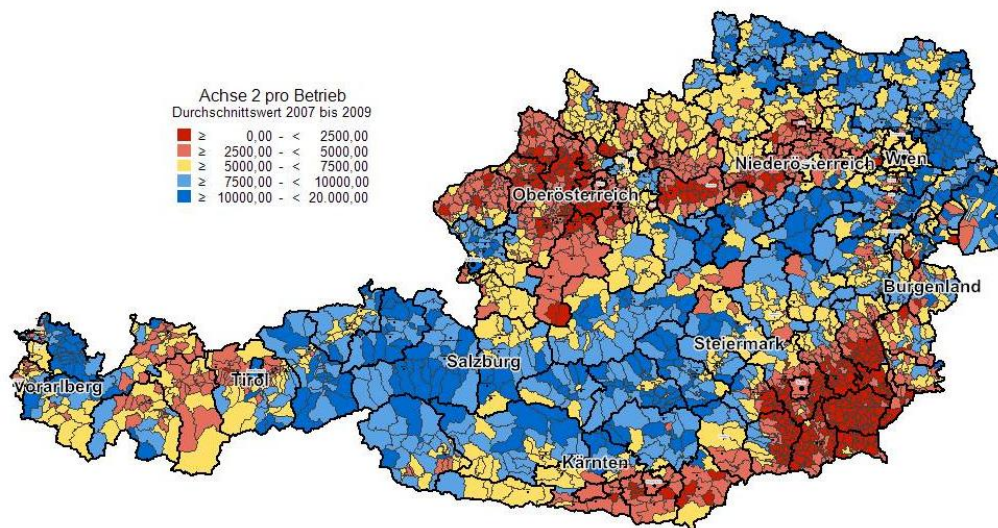 Achse 2 pro Betrieb
Durchschnittswert 2007 bis 2009
≥ 0,00 - < 2500,00
≥ 2500,00 - < 5000,00
≥ 5000,00 - < 7500,00
≥ 7500,00 - < 10000,00
≥ 10000,00 - < 20.000,00
Niederösterreich
Wien
Oberösterreich
Burgenland
Steiermark
Salzburg
Tirol
Vorarlberg
Kärnten